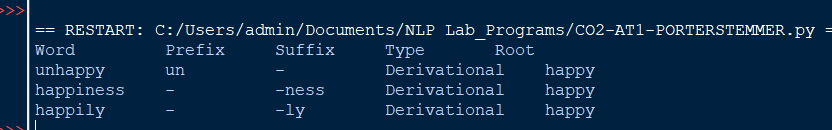 >>>
== RESTART: C:/Users/admin/Documents/NLP Lab_Programs/CO2-AT1-PORTERSTEMMER.py =
Word Prefix Suffix Type Root
unhappy un - Derivational happy
happiness - -ness Derivational happy
happily - -ly Derivational happy
>>>